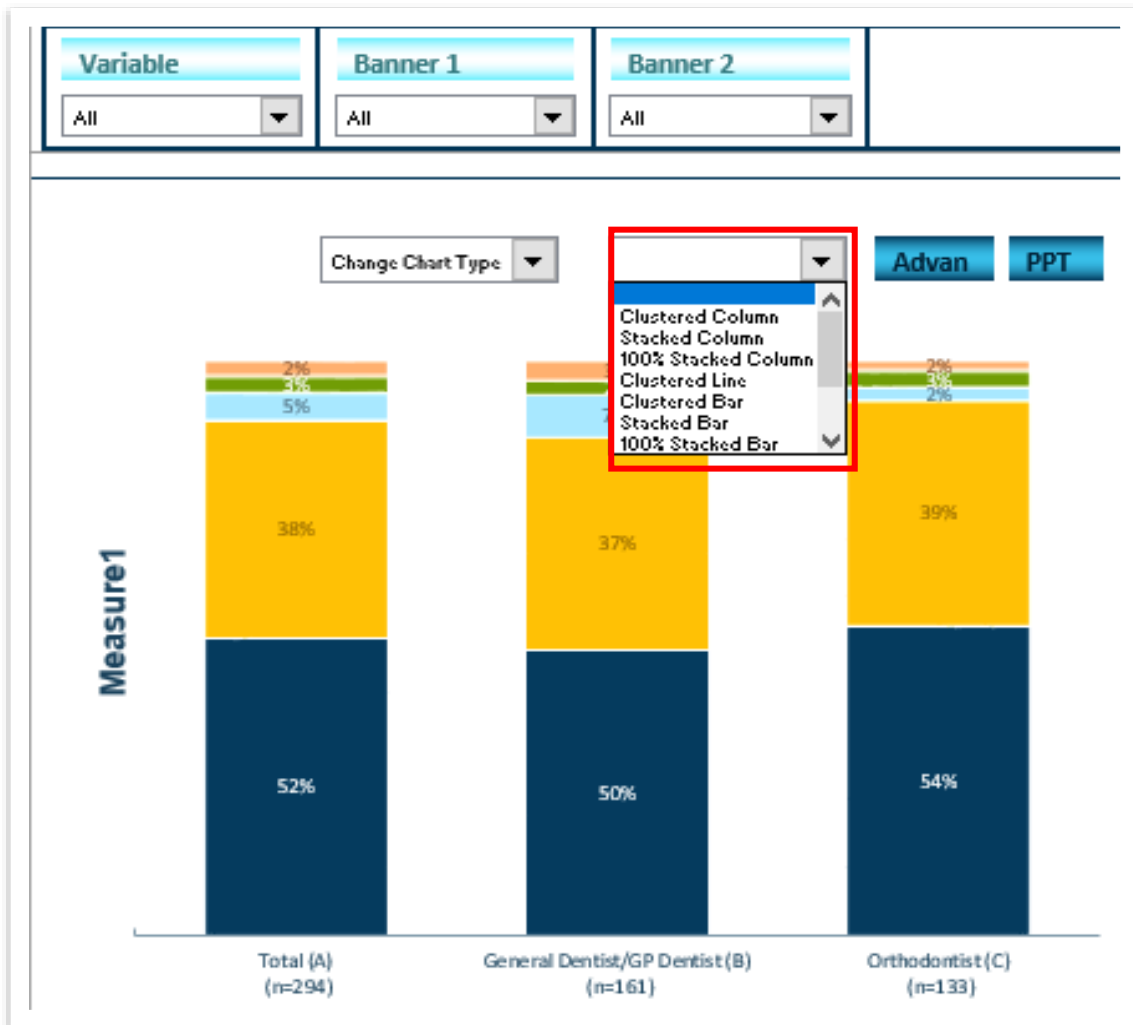 Variable
Banner 1
Banner 2
All
All
All
Change Chart Type
Advan
PPT
Clustered Column
Stacked Column
100% Stacked Column
Clustered Line
Clustered Bar
Stacked Bar
100% Stacked Bar
2%
3%
5%
38%
52%
37%
50%
2%
3%
2%
39%
54%
Measure1
Total (A)
(n=294)
General Dentist/GP Dentist (B)
(n=161)
Orthodontist (C)
(n=133)